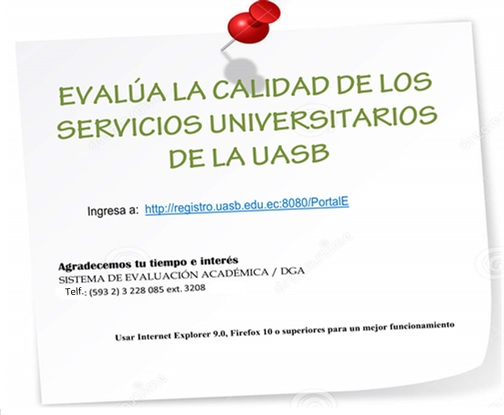 EVALÚA LA CALIDAD DE LOS
SERVICIOS UNIVERSITARIOS
DE LA UASB
Ingresa a: http://registro.uasb.edu.ec:8080/PortalE
Agradecemos tu tiempo e interés
SISTEMA DE EVALUACIÓN ACADÉMICA / DGA
Telf.: (593 2) 3 228 085 ext. 3208
Usar Internet Explorer 9.0, Firefox 10 o superiores para un mejor funcionamiento